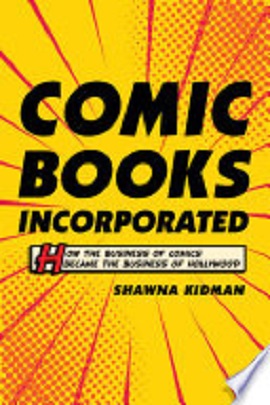 COMIC
BOOKS
INCORPORATED
HOW THE BUSINESS OF COMICS
BECAME THE BUSINESS OF HOLLYWOOD
SHAWNA KIDMAN